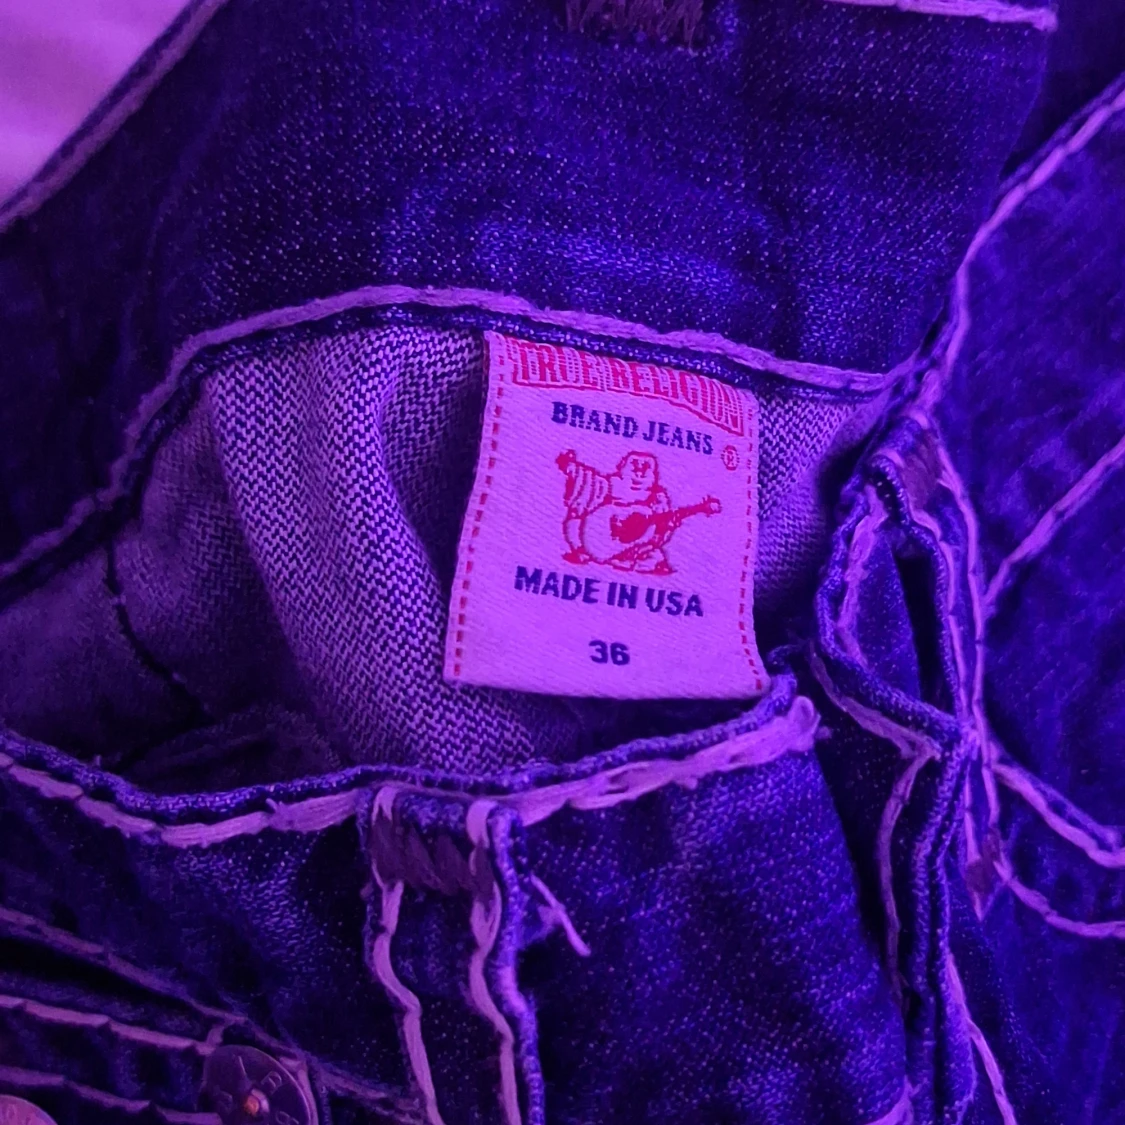 TRUE RELIGION
BRAND JEANS
®
MADE IN USA
36